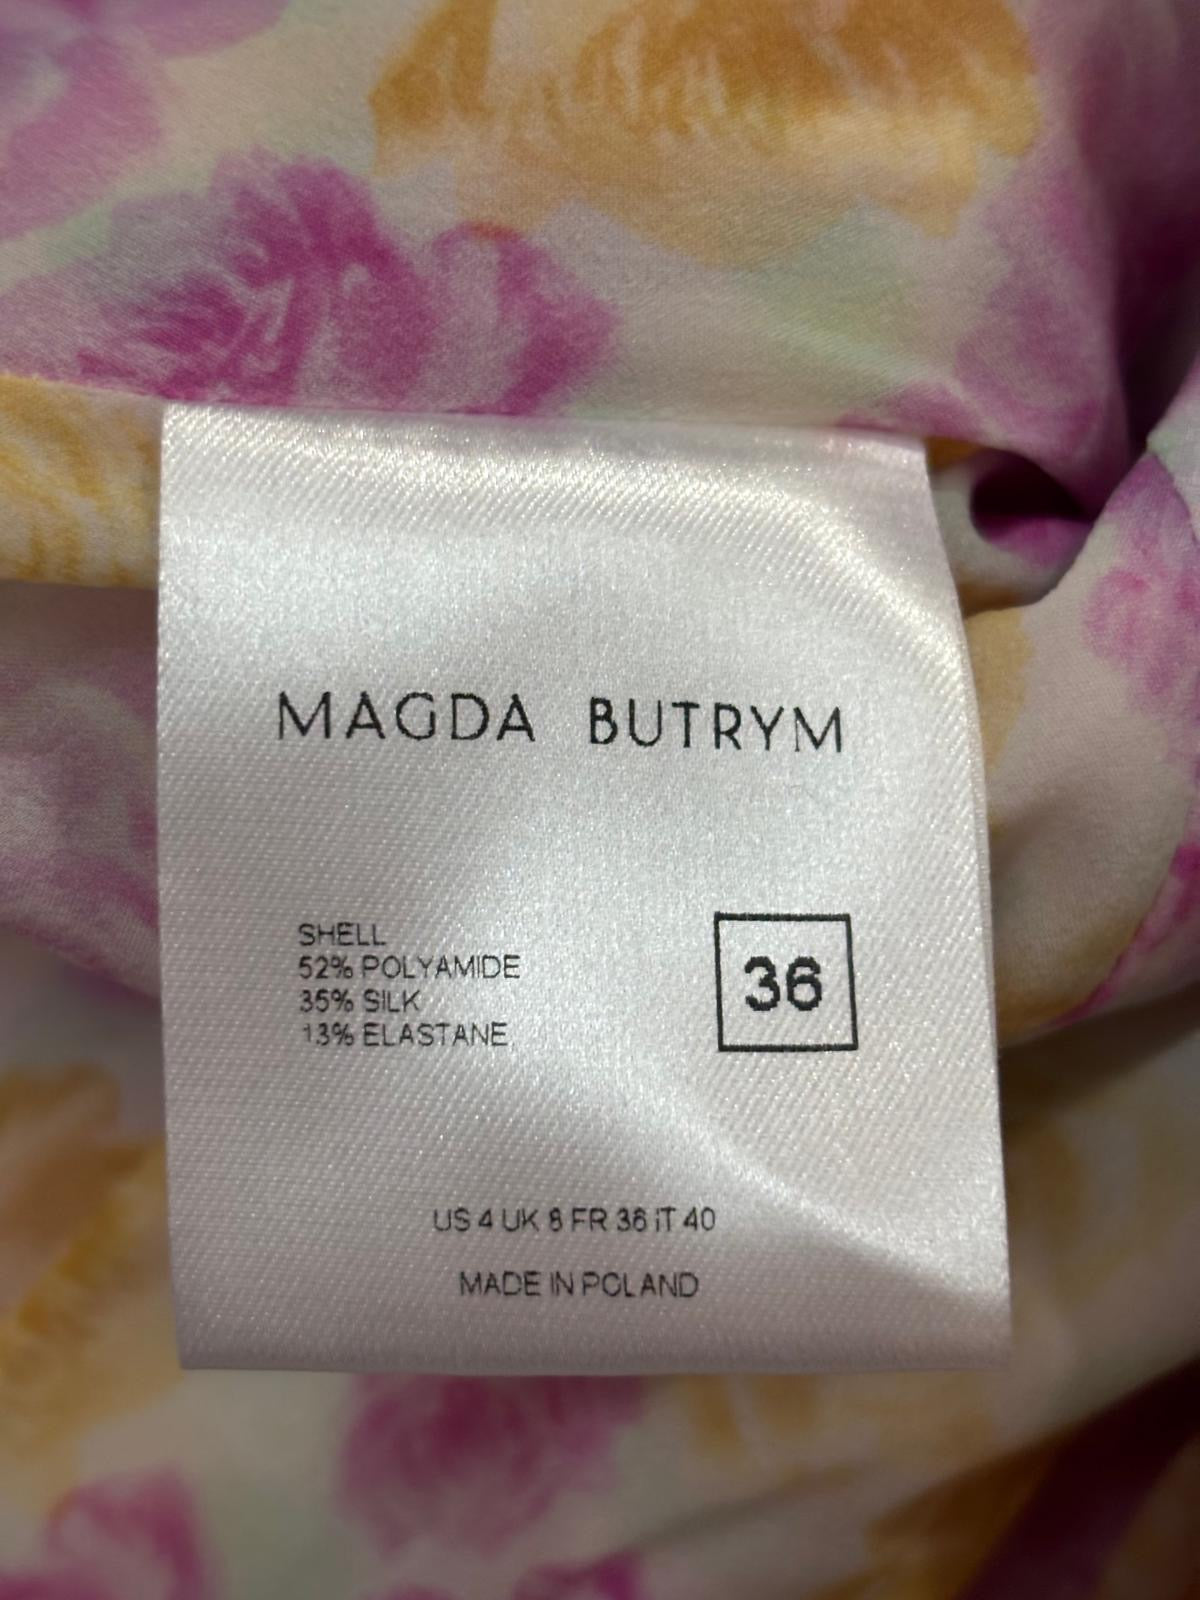 MAGDA BUTRYM
SHELL
52% POLYAMIDE
35% SILK
13% ELASTANE
36
US 4 UK 8 FR 36 IT 40
MADE IN POLAND